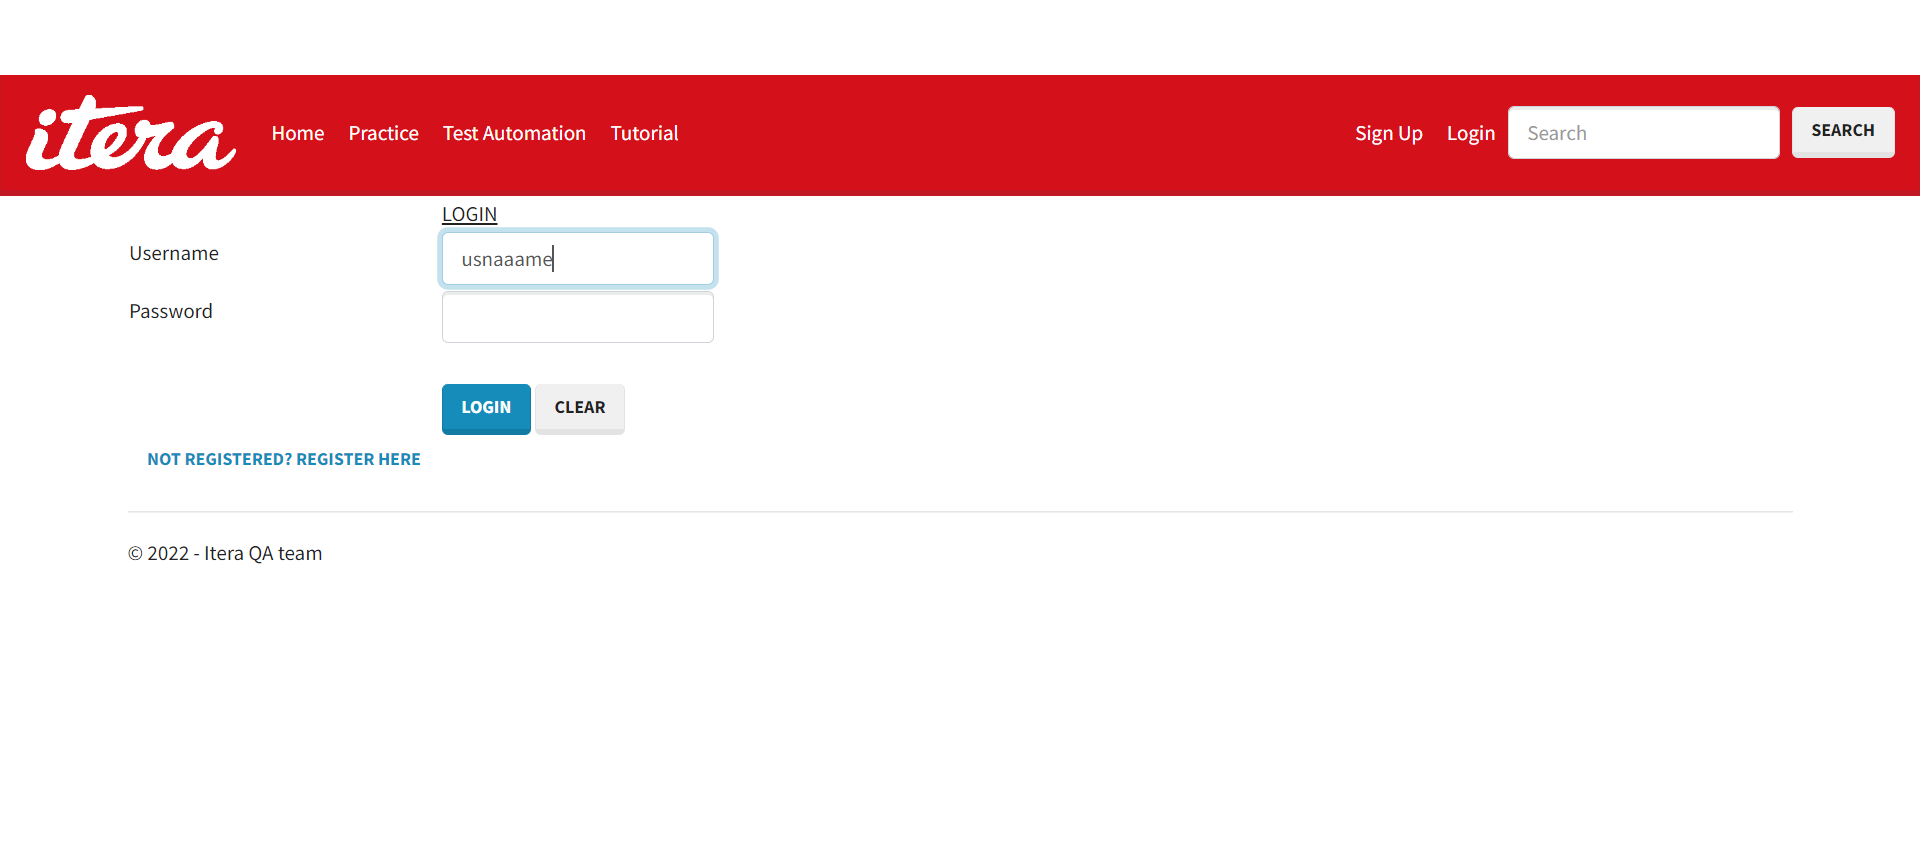 itera Home Practice Test Automation Tutorial Sign Up Login Search SEARCH
LOGIN
Username usnaaame
Password
LOGIN CLEAR
NOT REGISTERED? REGISTER HERE
© 2022 - Itera QA team